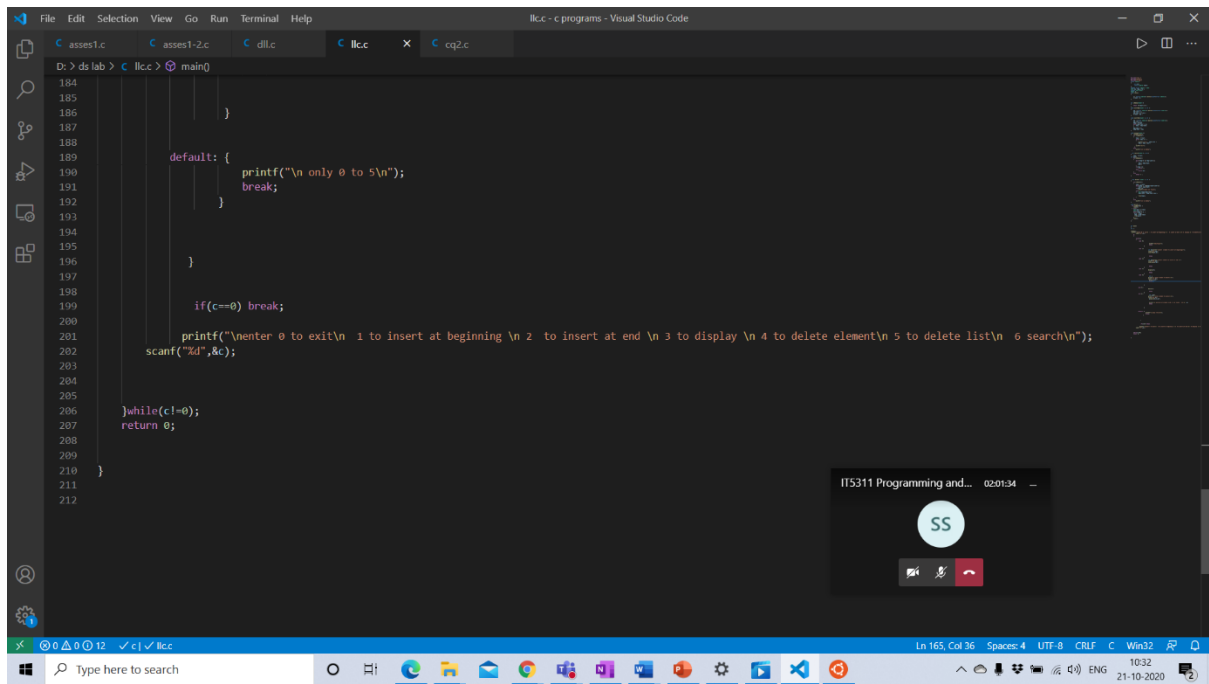 File Edit Selection View Go Run Terminal Help llc.c - c programs - Visual Studio Code
C asses1.c C asses1-2.c C dll.c C llc.c × C cq2.c
D: > ds lab > C llc.c > main()
184
185
186 }
187
188
189 default: {
190 printf("\n only 0 to 5\n");
191 break;
192 }
193
194
195
196 }
197
198
199 if(c==0) break;
200
201 printf("\nenter 0 to exit\n  1 to insert at beginning \n 2  to insert at end \n 3 to display \n 4 to delete element\n 5 to delete list\n  6 search\n");
202 scanf("%d",&c);
203
204
205
206 }while(c!=0);
207 return 0;
208
209
210 }
211
212
IT5311 Programming and... 02:01:34
SS
1
0 0 12 ✓ c | ✓ llc.c Ln 165, Col 36 Spaces: 4 UTF-8 CRLF C Win32
Type here to search ENG 10:32
21-10-2020 2